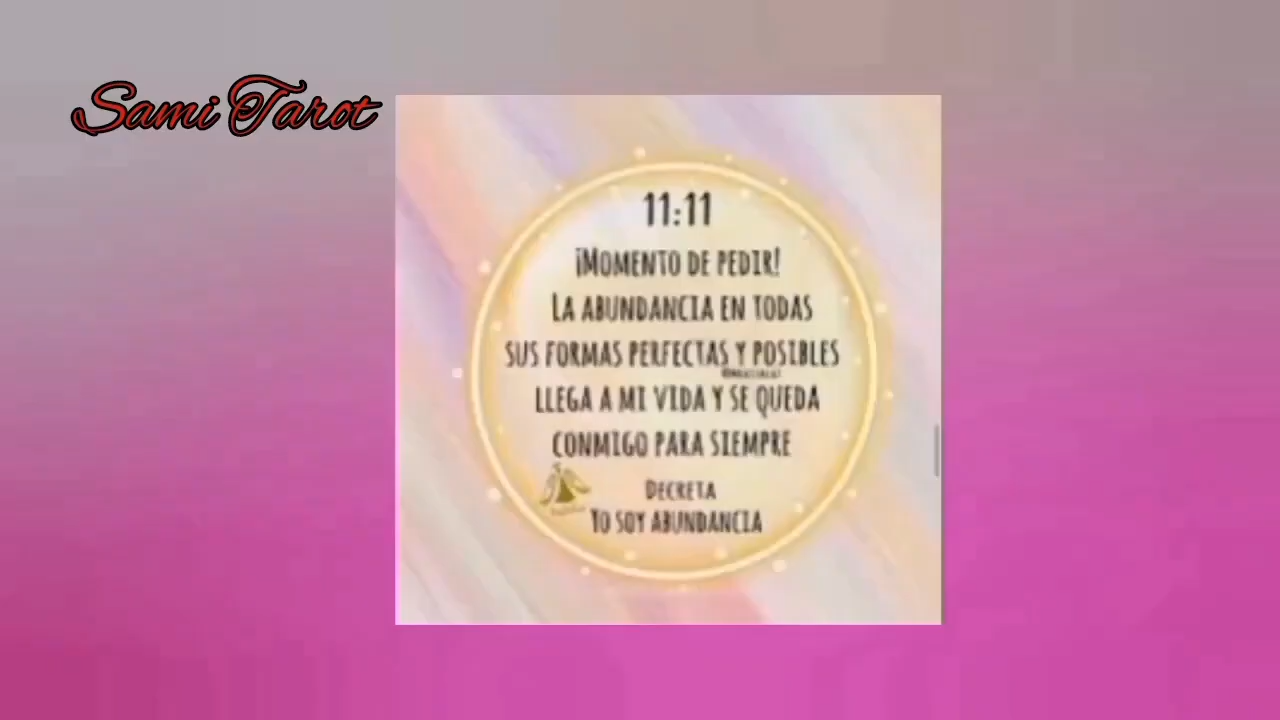 Sami Tarot
11:11
¡Momento de pedir!
La abundancia en todas
sus formas perfectas y posibles
llega a mi vida y se queda
conmigo para siempre
Decreta
Yo soy abundancia